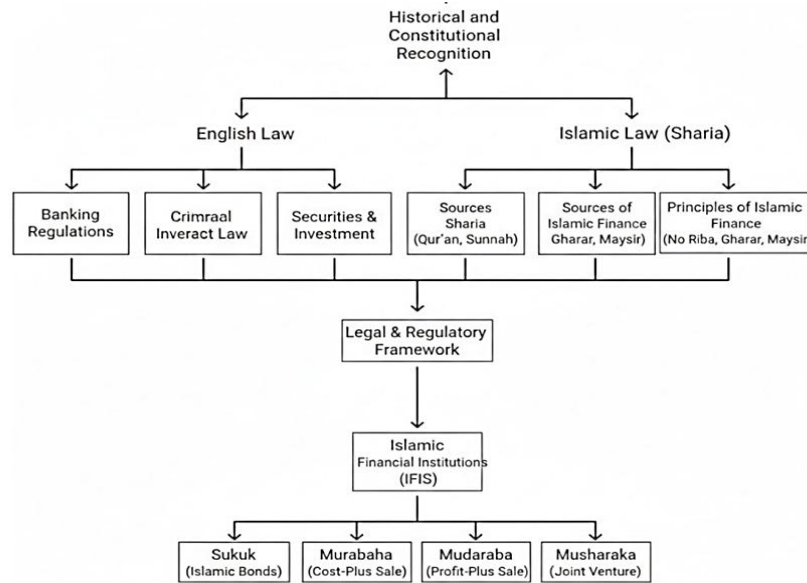 Historical and
Constitutional
Recognition
English Law
Islamic Law (Sharia)
Banking
Regulations
Crimraal
Inveract Law
Securities &
Investment
Sources
Sharia
(Qur'an, Sunnah)
Sources of
Islamic Finance
Gharar, Maysir)
Principles of Islamic
Finance
(No Riba, Gharar, Maysir
Legal & Regulatory
Framework
Islamic
Financial Institutions
(IFIS)
Sukuk
(Islamic Bonds)
Murabaha
(Cost-Plus Sale)
Mudaraba
(Profit-Plus Sale)
Musharaka
(Joint Venture)